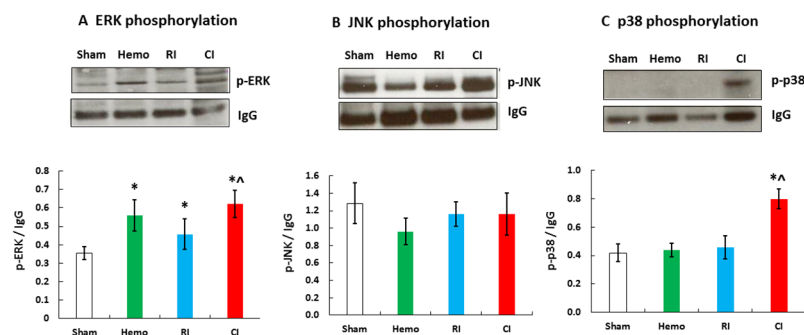 A ERK phosphorylation
Sham Hemo RI CI
p-ERK
IgG
p-ERK / IgG
0.8
0.7
0.6
0.5
0.4
0.3
0.2
0.1
0
* * *^
Sham Hemo RI CI
B JNK phosphorylation
Sham Hemo RI CI
p-JNK
IgG
p-JNK / IgG
1.6
1.4
1.2
1.0
0.8
0.6
0.4
0.2
0.0
Sham Hemo RI CI
C p38 phosphorylation
Sham Hemo RI CI
p-p38
IgG
p-p38 / IgG
1.0
0.8
0.6
0.4
0.2
0.0
*^
Sham Hemo RI CI